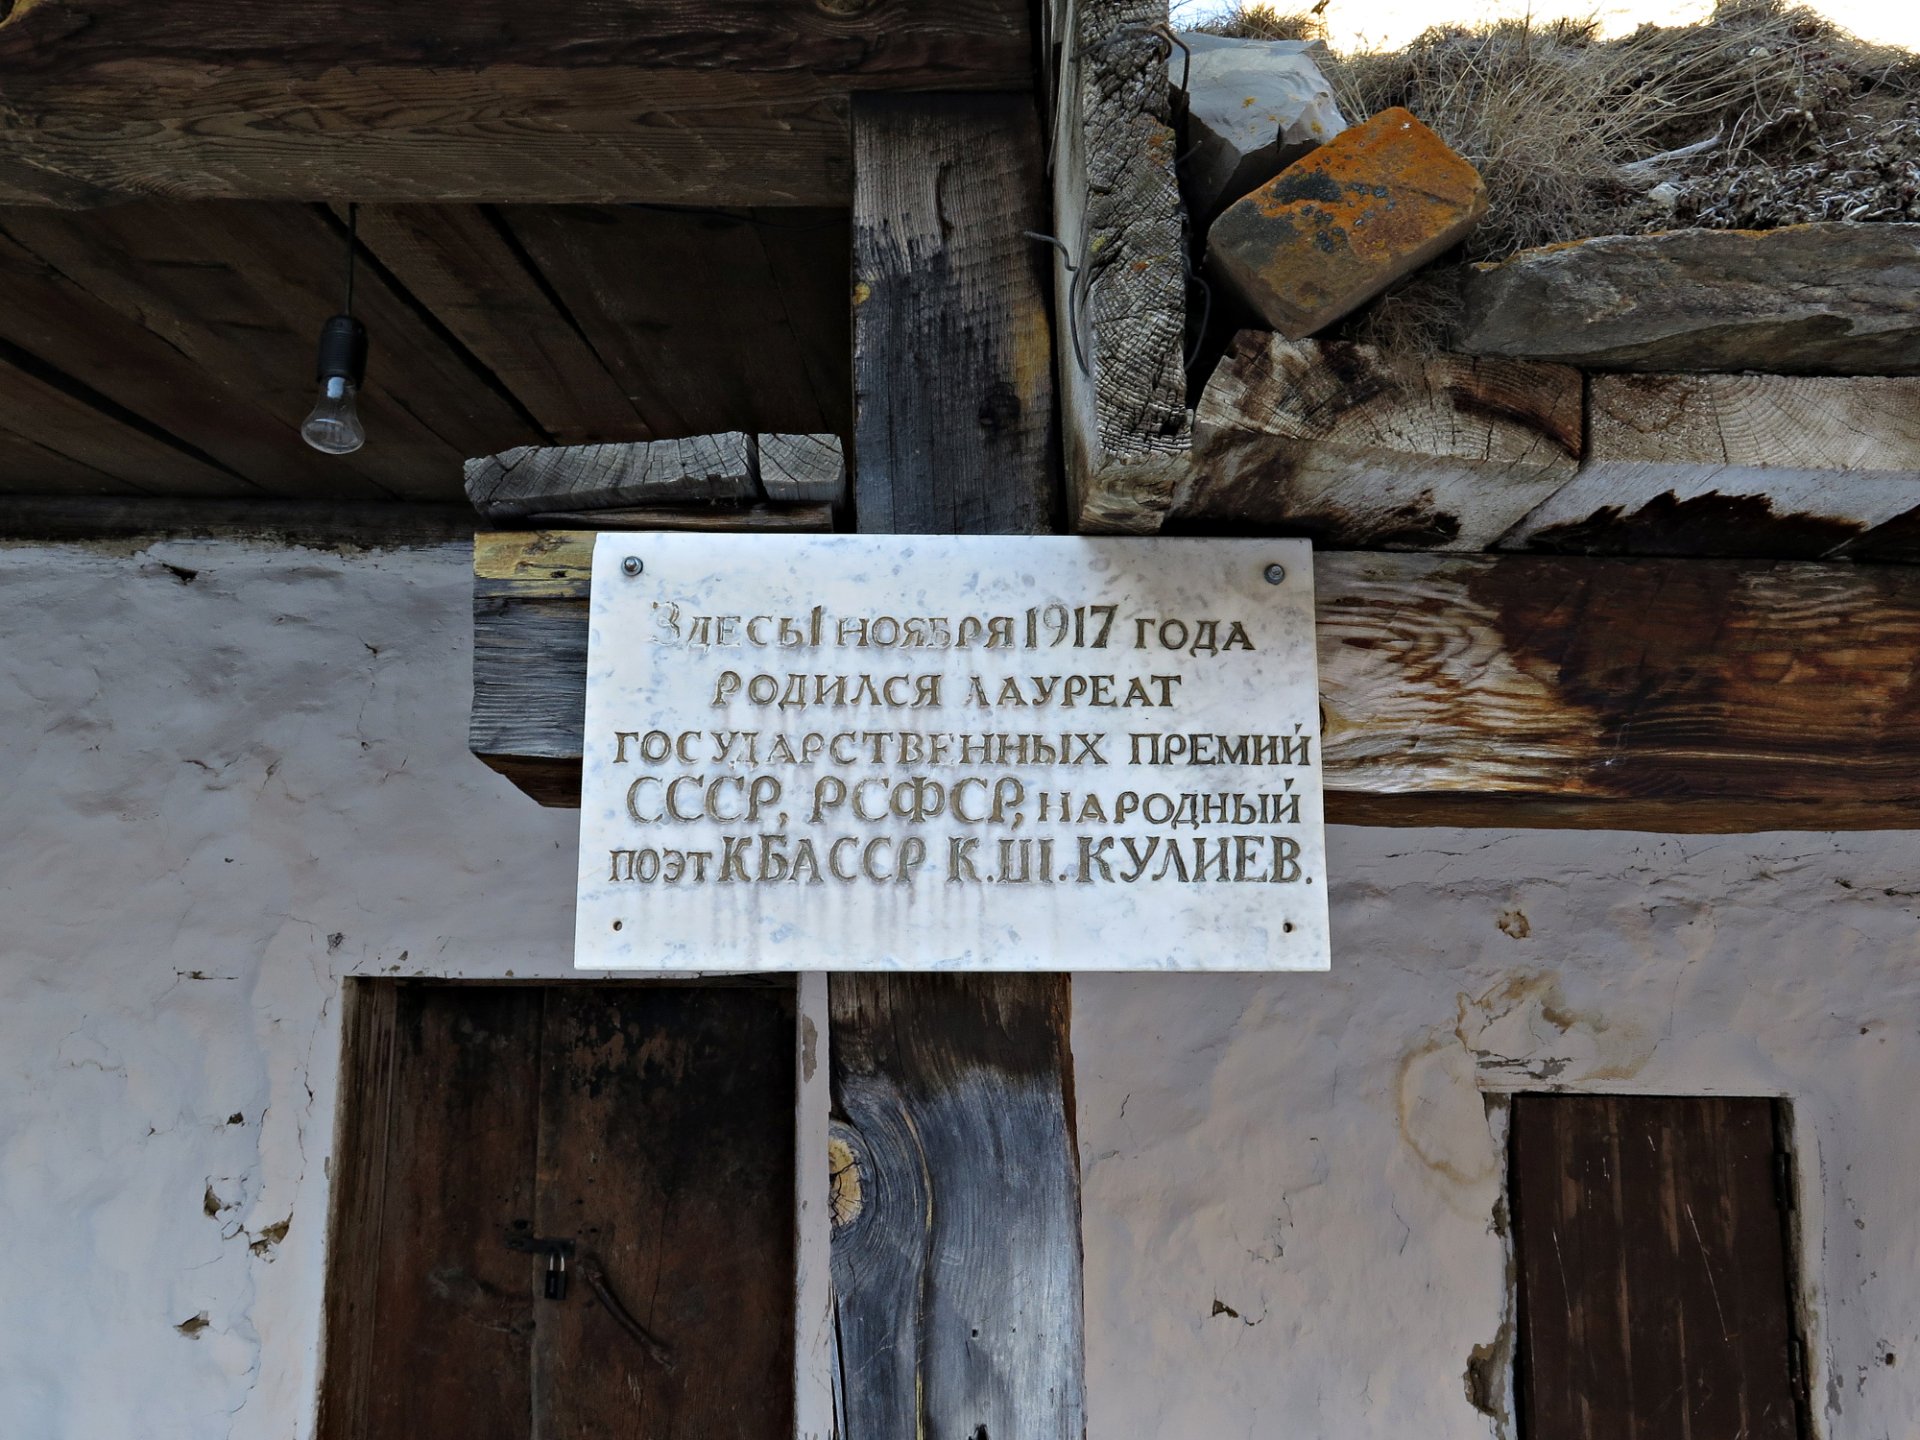 Здесь 1 ноября 1917 года
родился лауреат
государственных премий
СССР, РСФСР, народный
поэт КБАССР К.Ш. КУЛИЕВ.